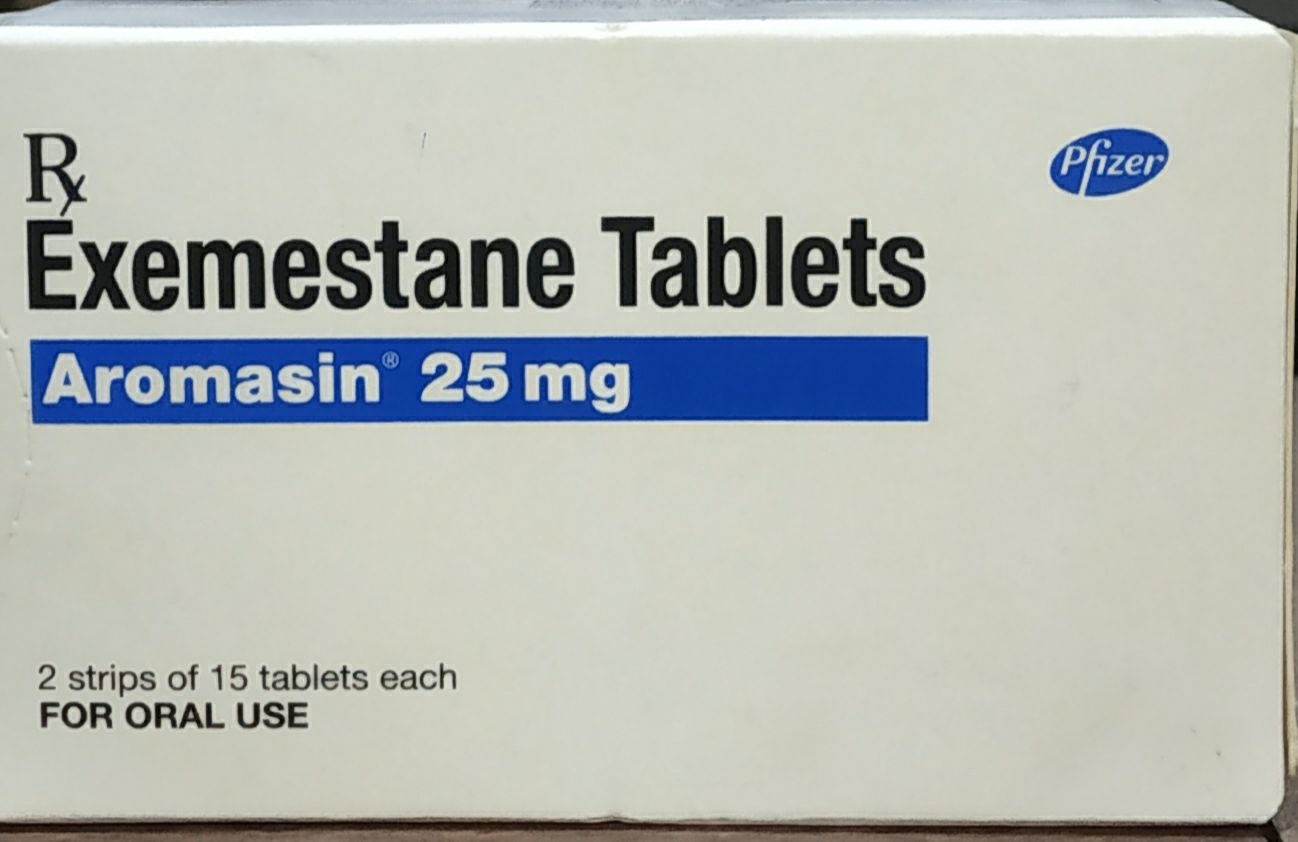 Rx
Pfizer
Exemestane Tablets
Aromasin® 25 mg
2 strips of 15 tablets each
FOR ORAL USE